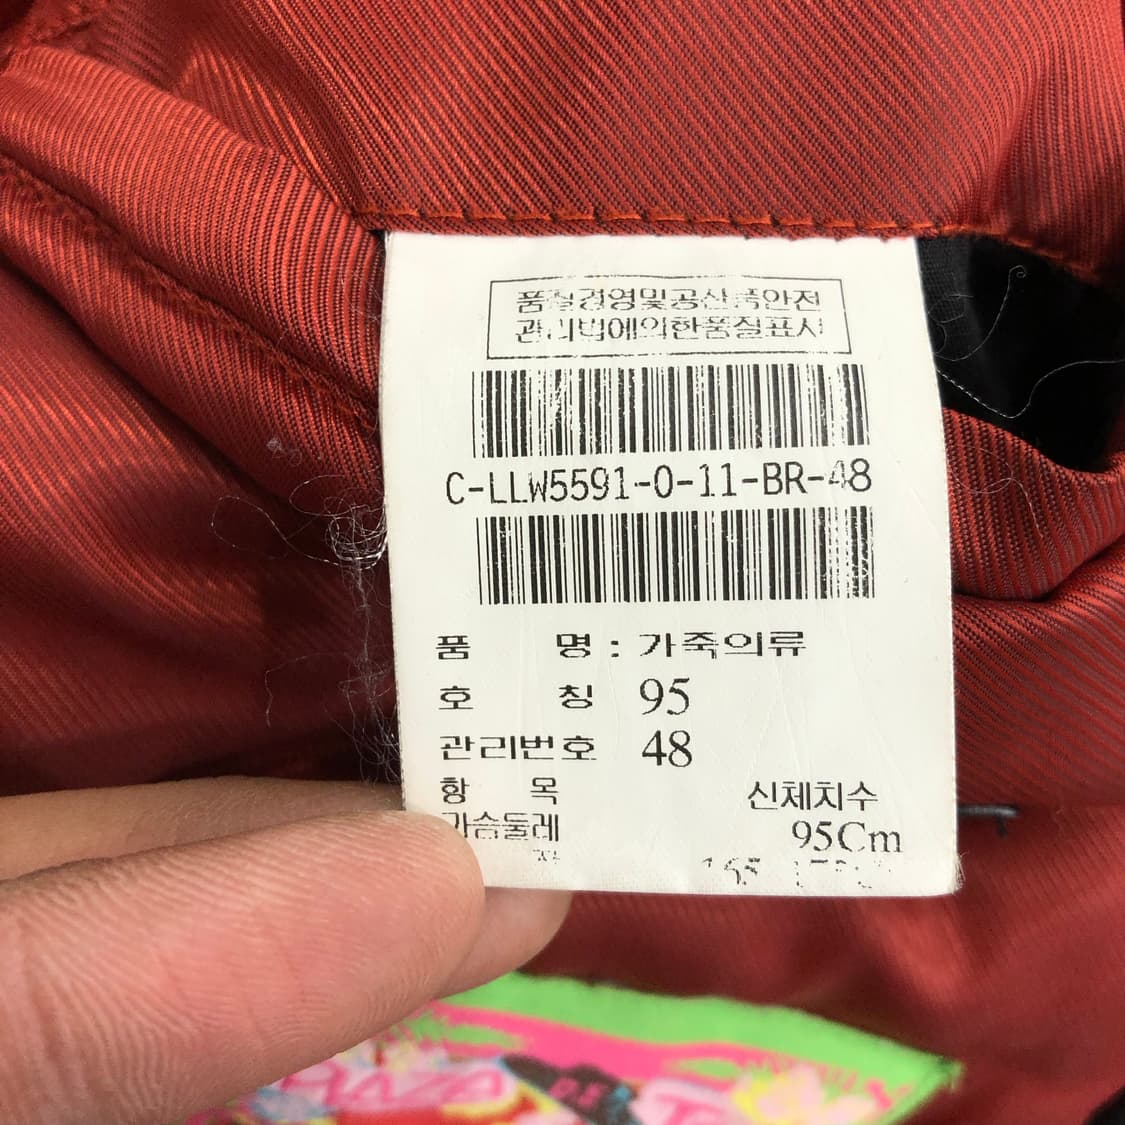 품질경영및공산품안전
관리법에의한품질표시
C-LLW5591-0-11-BR-48
품 명 : 가죽의류
호 칭 95
관리번호 48
항 목 신체치수
가슴둘레 95Cm
165